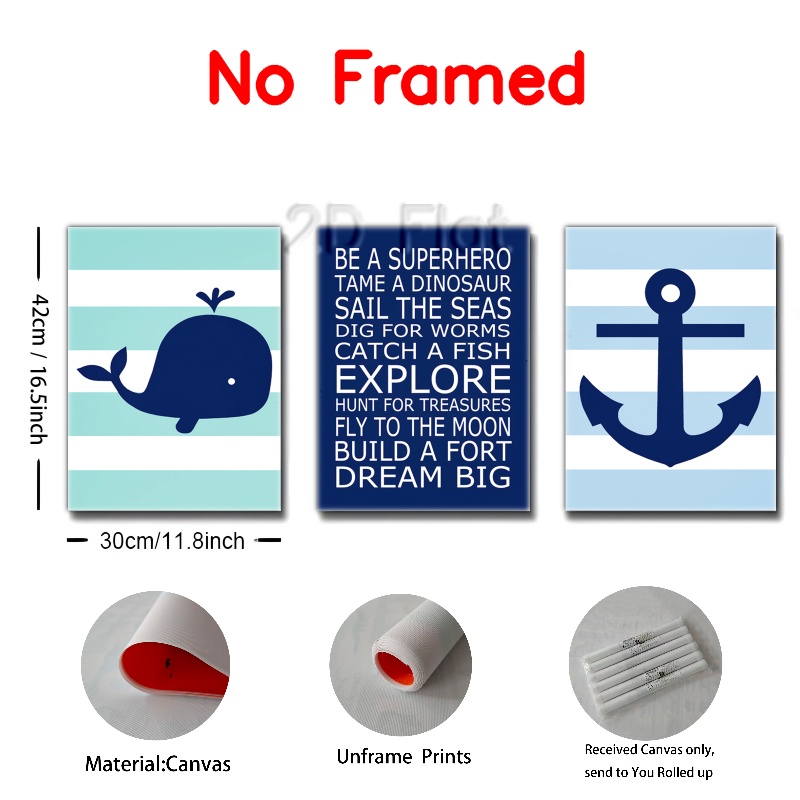 No Framed
2D Flat
BE A SUPERHERO
TAME A DINOSAUR
SAIL THE SEAS
DIG FOR WORMS
CATCH A FISH
EXPLORE
HUNT FOR TREASURES
FLY TO THE MOON
BUILD A FORT
DREAM BIG
42cm / 16.5inch
30cm/11.8inch
Material:Canvas
Unframe Prints
Received Canvas only,
send to You Rolled up